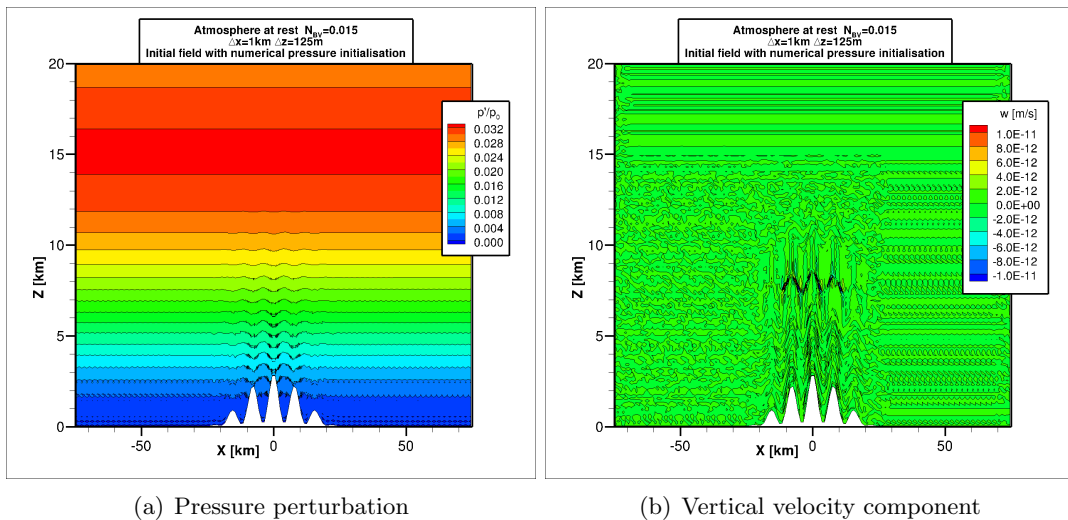 Atmosphere at rest N_BV=0.015
△x=1km △z=125m
Initial field with numerical pressure initialisation
20
15
10
5
0
Z [km]
-50
0
50
X [km]
p'/p₀
0.032
0.028
0.024
0.020
0.016
0.012
0.008
0.004
0.000
(a) Pressure perturbation
Atmosphere at rest N_BV=0.015
△x=1km △z=125m
Initial field with numerical pressure initialisation
20
15
10
5
0
Z [km]
-50
0
50
X [km]
w [m/s]
1.0E-11
8.0E-12
6.0E-12
4.0E-12
2.0E-12
0.0E+00
-2.0E-12
-4.0E-12
-6.0E-12
-8.0E-12
-1.0E-11
(b) Vertical velocity component